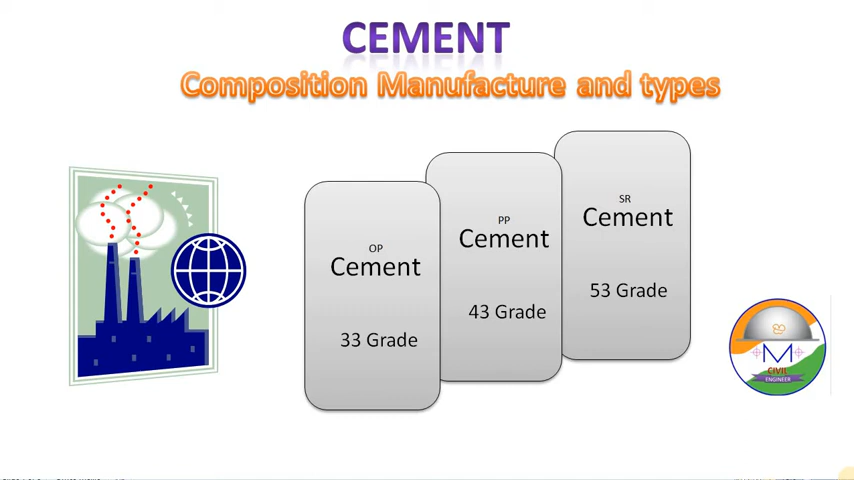 CEMENT
Composition Manufacture and types
OP
Cement
33 Grade
PP
Cement
43 Grade
SR
Cement
53 Grade
M
CIVIL
ENGINEER